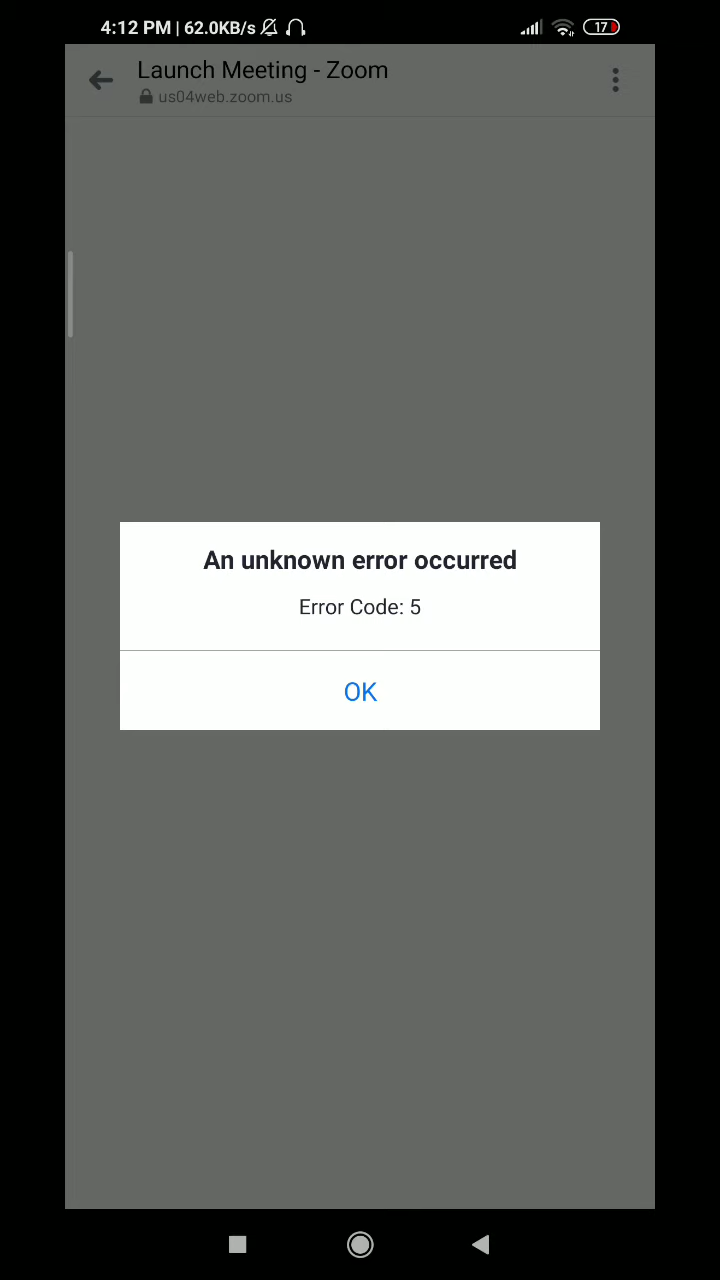 4:12 PM | 62.0KB/s
17
Launch Meeting - Zoom
us04web.zoom.us
An unknown error occurred
Error Code: 5
OK